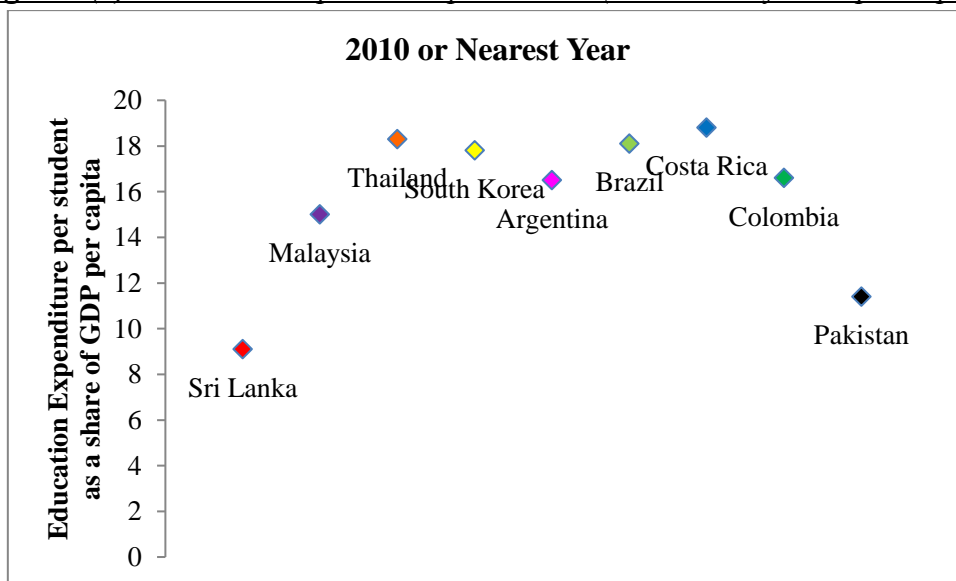 2010 or Nearest Year
Education Expenditure per student
as a share of GDP per capita
20
18
16
14
12
10
8
6
4
2
0
Thailand
South Korea
Brazil
Costa Rica
Argentina
Colombia
Malaysia
Pakistan
Sri Lanka